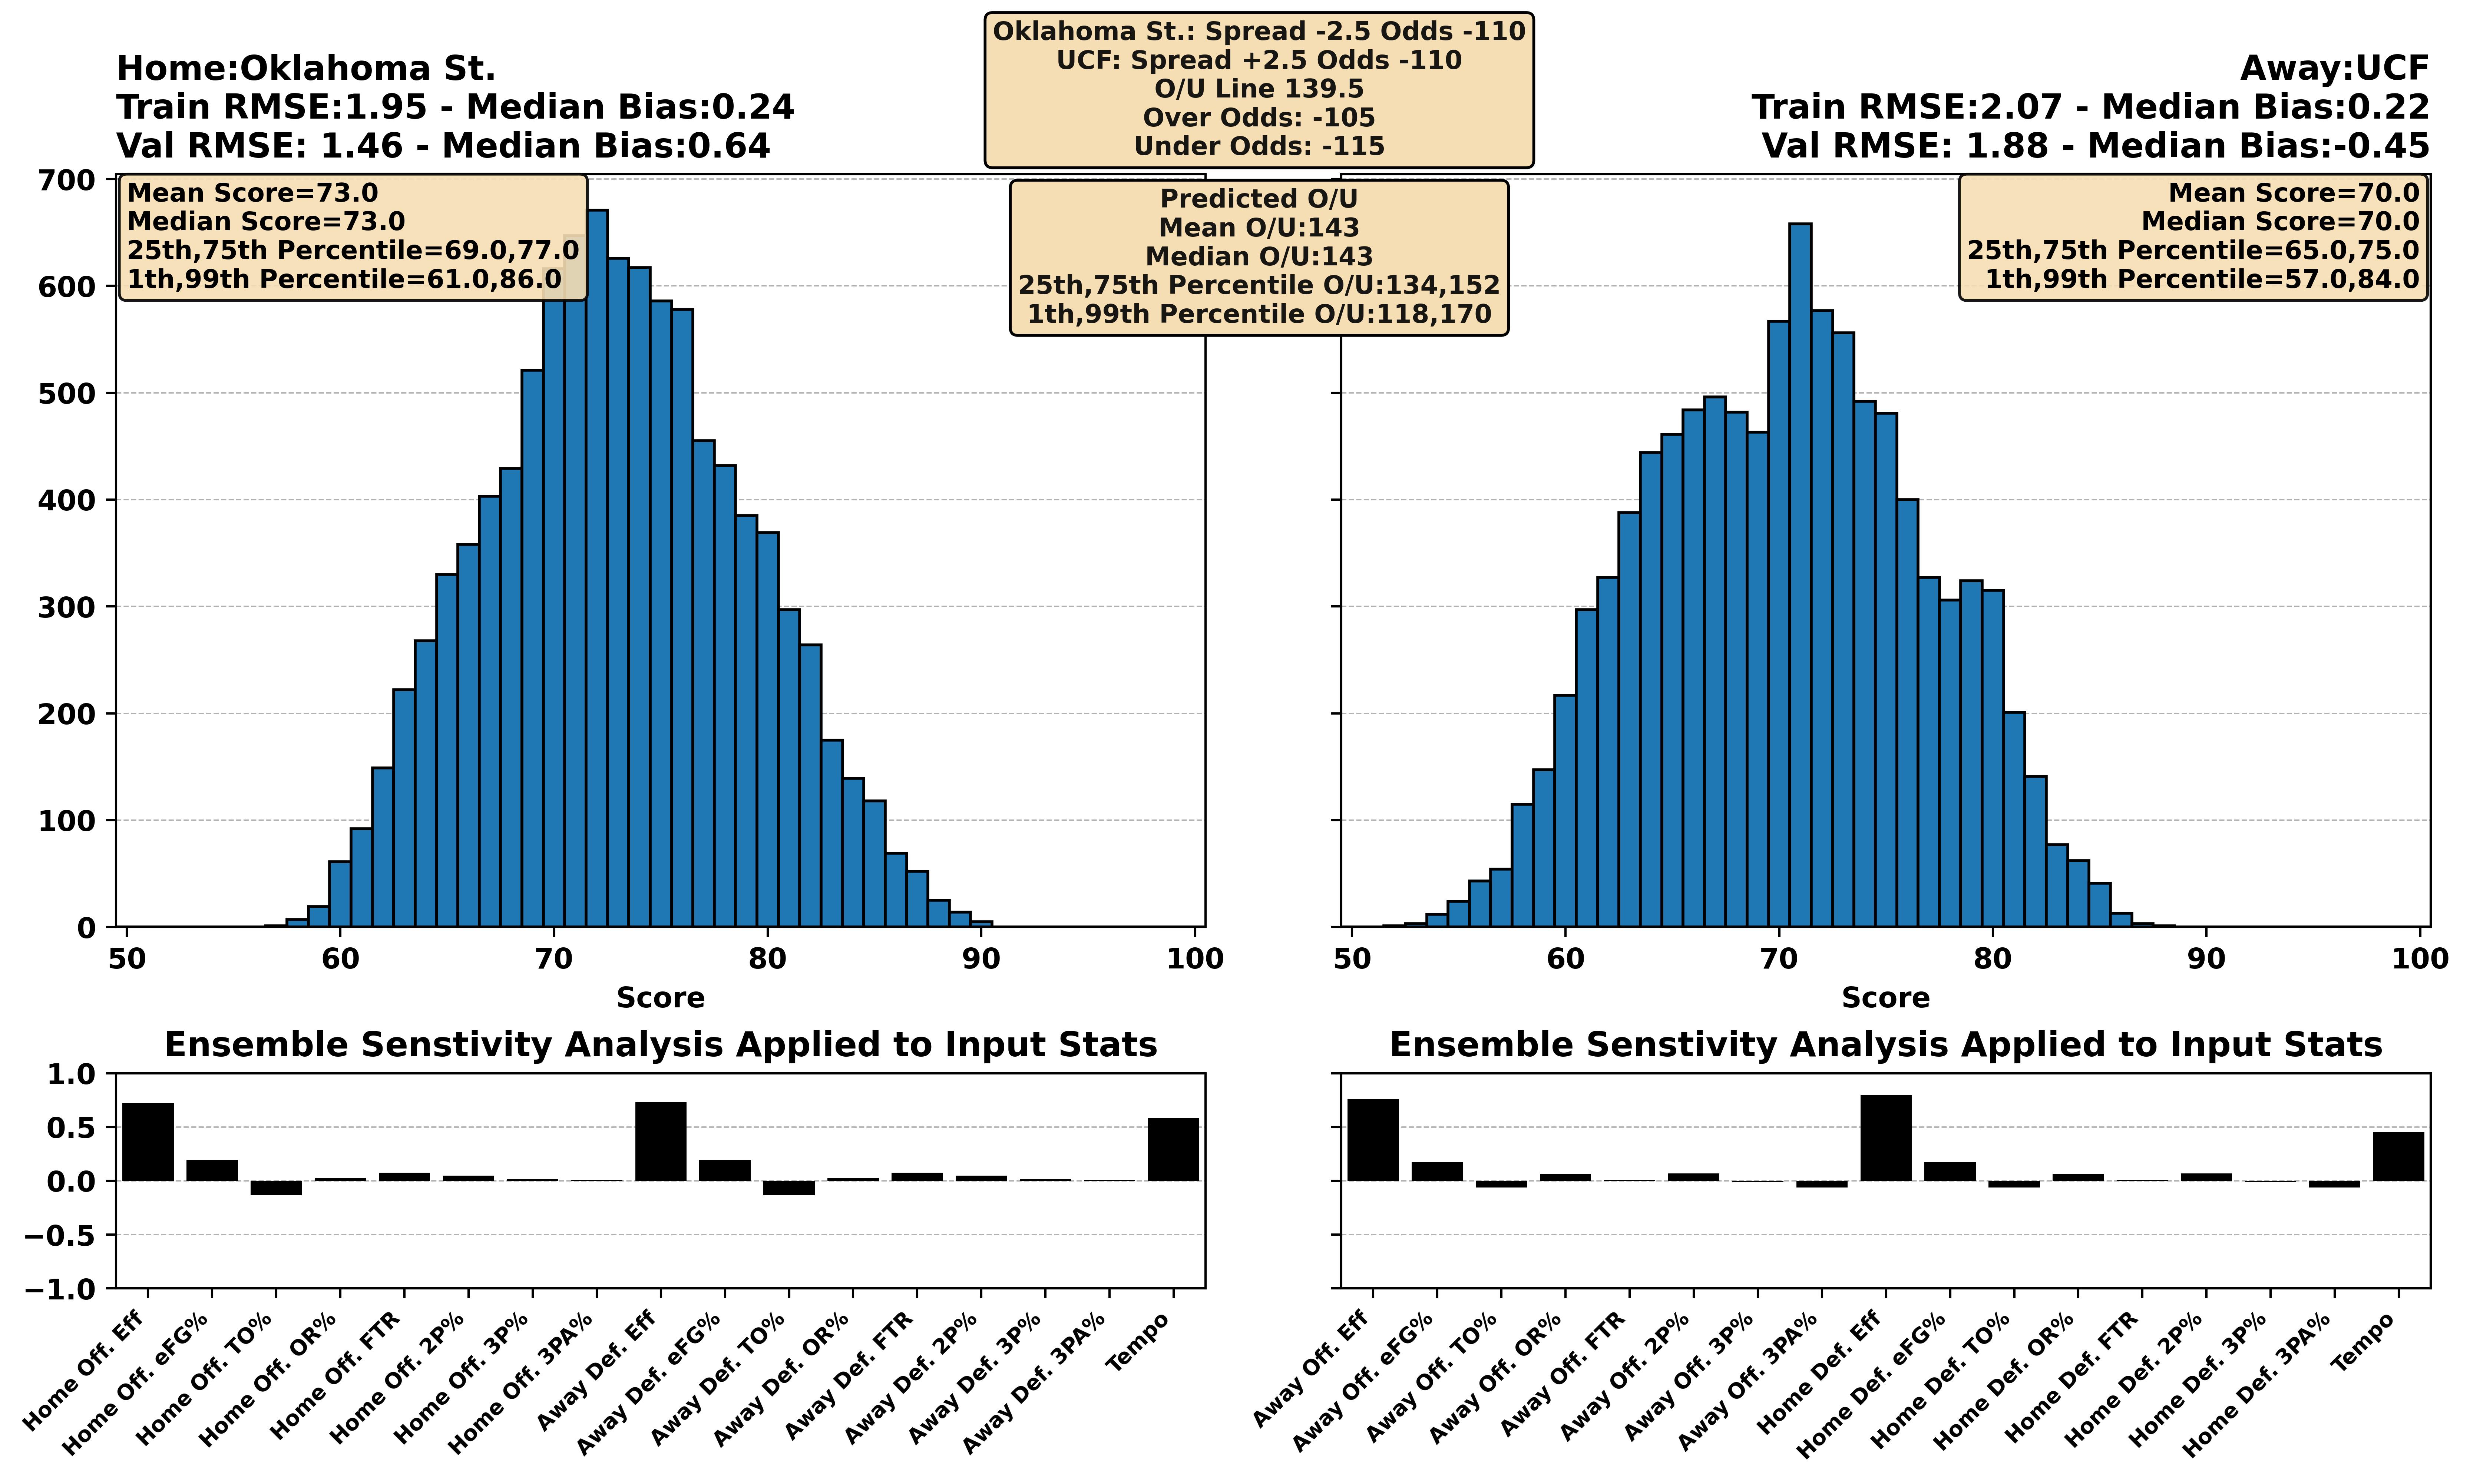 Oklahoma St.: Spread -2.5 Odds -110
UCF: Spread +2.5 Odds -110
O/U Line 139.5
Over Odds: -105
Under Odds: -115
Home:Oklahoma St.
Train RMSE:1.95 - Median Bias:0.24
Val RMSE: 1.46 - Median Bias:0.64
Away:UCF
Train RMSE:2.07 - Median Bias:0.22
Val RMSE: 1.88 - Median Bias:-0.45
Mean Score=73.0
Median Score=73.0
25th,75th Percentile=69.0,77.0
1th,99th Percentile=61.0,86.0
Predicted O/U
Mean O/U:143
Median O/U:143
25th,75th Percentile O/U:134,152
1th,99th Percentile O/U:118,170
Mean Score=70.0
Median Score=70.0
25th,75th Percentile=65.0,75.0
1th,99th Percentile=57.0,84.0
700
600
500
400
300
200
100
0
50 60 70 80 90 100
Score
50 60 70 80 90 100
Score
Ensemble Senstivity Analysis Applied to Input Stats
1.0
0.5
0.0
−0.5
−1.0
Home Off. Eff
Home Off. eFG%
Home Off. TO%
Home Off. OR%
Home Off. FTR
Home Off. 2P%
Home Off. 3P%
Home Off. 3PA%
Away Def. Eff
Away Def. eFG%
Away Def. TO%
Away Def. OR%
Away Def. FTR
Away Def. 2P%
Away Def. 3P%
Away Def. 3PA%
Tempo
Ensemble Senstivity Analysis Applied to Input Stats
Away Off. Eff
Away Off. eFG%
Away Off. TO%
Away Off. OR%
Away Off. FTR
Away Off. 2P%
Away Off. 3P%
Away Off. 3PA%
Home Def. Eff
Home Def. eFG%
Home Def. TO%
Home Def. OR%
Home Def. FTR
Home Def. 2P%
Home Def. 3P%
Home Def. 3PA%
Tempo